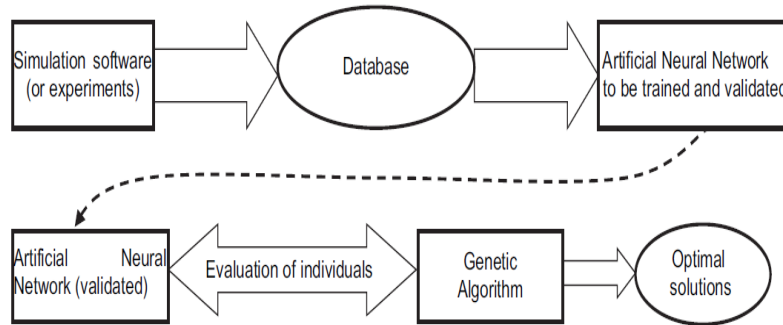 Simulation software
(or experiments)
Database
Artificial Neural Network
to be trained and validated
Artificial Neural
Network (validated)
Evaluation of individuals
Genetic
Algorithm
Optimal
solutions